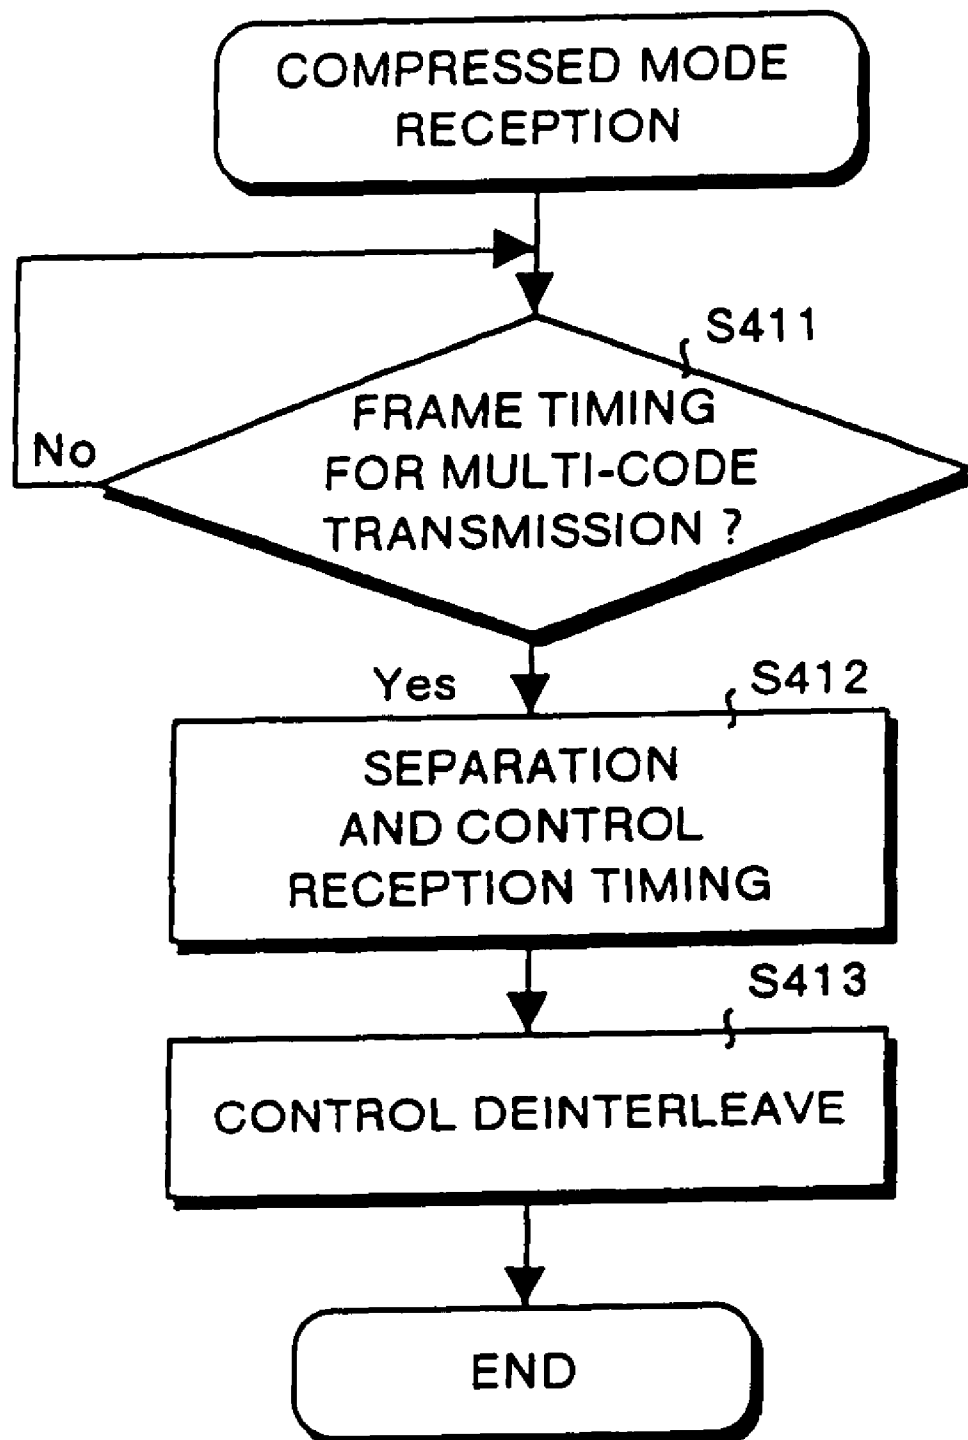 COMPRESSED MODE
RECEPTION
S411
FRAME TIMING
No
FOR MULTI-CODE
TRANSMISSION ?
Yes
S412
SEPARATION
AND CONTROL
RECEPTION TIMING
S413
CONTROL DEINTERLEAVE
END